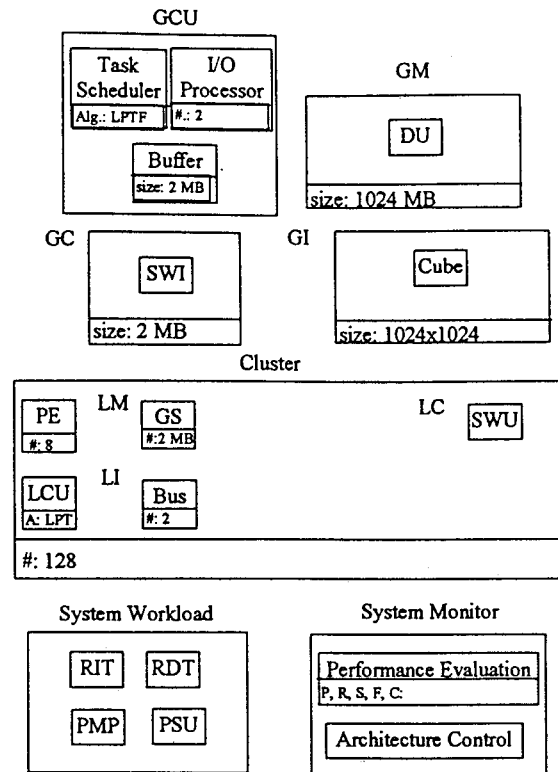 GCU
Task Scheduler
Alg.: LPTF
I/O Processor
#.: 2
Buffer
size: 2 MB
GM
DU
size: 1024 MB
GC
SWI
size: 2 MB
GI
Cube
size: 1024x1024
Cluster
PE
#: 8
LM
GS
#:2 MB
LC
SWU
LCU
A: LPT
LI
Bus
#: 2
#: 128
System Workload
RIT
RDT
PMP
PSU
System Monitor
Performance Evaluation
P, R, S, F, C:
Architecture Control